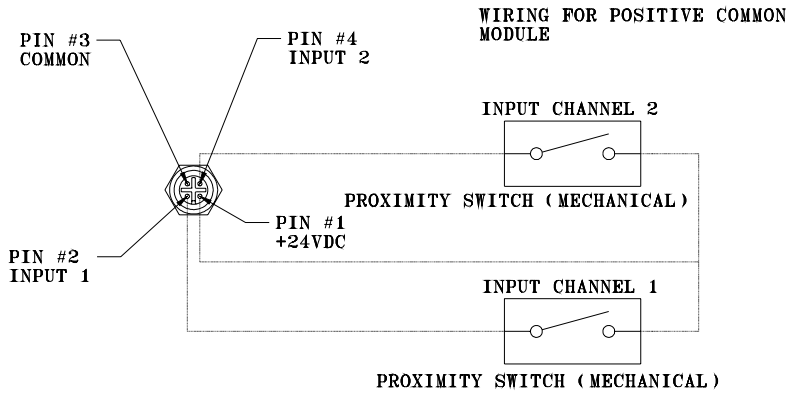 WIRING FOR POSITIVE COMMON
MODULE
PIN #3
COMMON
PIN #4
INPUT 2
INPUT CHANNEL 2
PROXIMITY SWITCH (MECHANICAL)
PIN #1
+24VDC
PIN #2
INPUT 1
INPUT CHANNEL 1
PROXIMITY SWITCH (MECHANICAL)